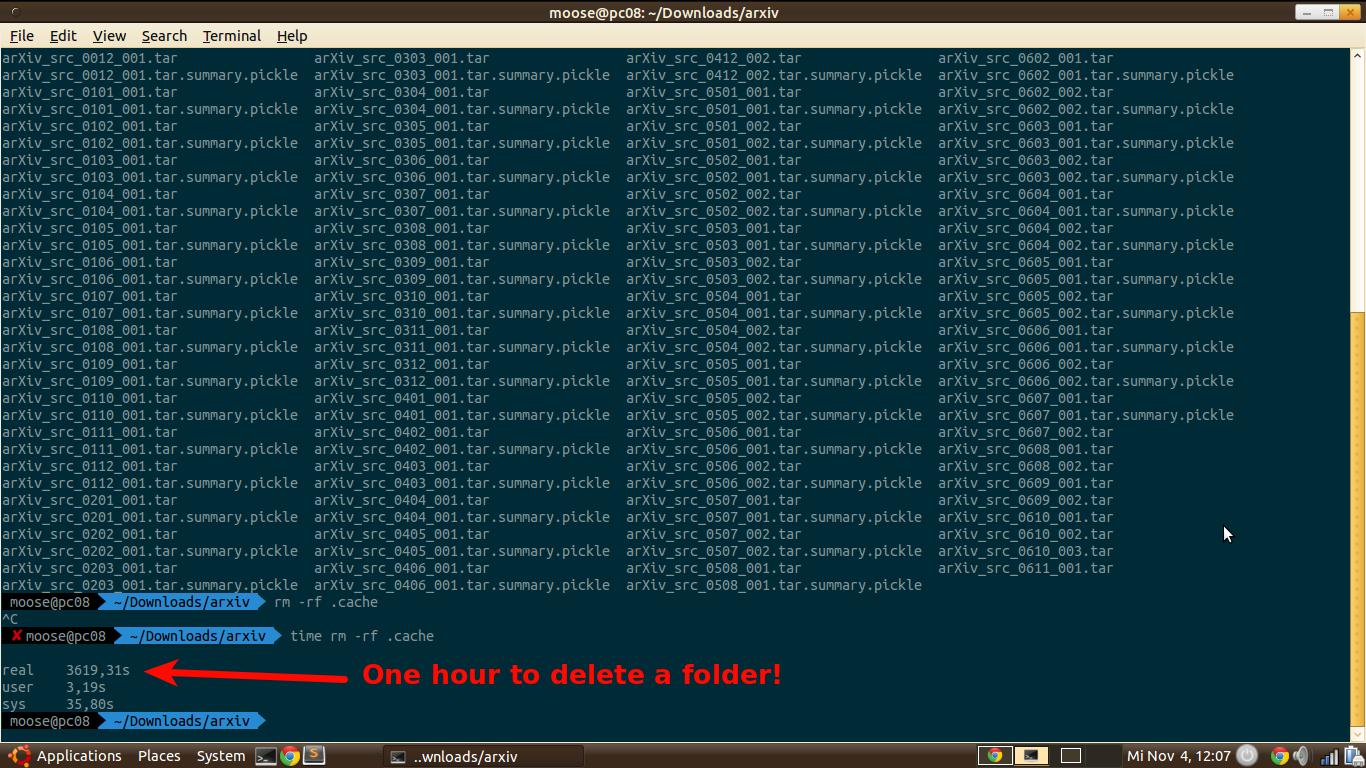 moose@pc08: ~/Downloads/arxiv
File Edit View Search Terminal Help
arXiv_src_0012_001.tar arXiv_src_0303_001.tar arXiv_src_0412_002.tar arXiv_src_0602_001.tar
arXiv_src_0012_001.tar.summary.pickle arXiv_src_0303_001.tar.summary.pickle arXiv_src_0412_002.tar.summary.pickle arXiv_src_0602_001.tar.summary.pickle
arXiv_src_0101_001.tar arXiv_src_0304_001.tar arXiv_src_0501_001.tar arXiv_src_0602_002.tar
arXiv_src_0101_001.tar.summary.pickle arXiv_src_0304_001.tar.summary.pickle arXiv_src_0501_001.tar.summary.pickle arXiv_src_0602_002.tar.summary.pickle
arXiv_src_0102_001.tar arXiv_src_0305_001.tar arXiv_src_0501_002.tar arXiv_src_0603_001.tar
arXiv_src_0102_001.tar.summary.pickle arXiv_src_0305_001.tar.summary.pickle arXiv_src_0501_002.tar.summary.pickle arXiv_src_0603_001.tar.summary.pickle
arXiv_src_0103_001.tar arXiv_src_0306_001.tar arXiv_src_0502_001.tar arXiv_src_0603_002.tar
arXiv_src_0103_001.tar.summary.pickle arXiv_src_0306_001.tar.summary.pickle arXiv_src_0502_001.tar.summary.pickle arXiv_src_0603_002.tar.summary.pickle
arXiv_src_0104_001.tar arXiv_src_0307_001.tar arXiv_src_0502_002.tar arXiv_src_0604_001.tar
arXiv_src_0104_001.tar.summary.pickle arXiv_src_0307_001.tar.summary.pickle arXiv_src_0502_002.tar.summary.pickle arXiv_src_0604_001.tar.summary.pickle
arXiv_src_0105_001.tar arXiv_src_0308_001.tar arXiv_src_0503_001.tar arXiv_src_0604_002.tar
arXiv_src_0105_001.tar.summary.pickle arXiv_src_0308_001.tar.summary.pickle arXiv_src_0503_001.tar.summary.pickle arXiv_src_0604_002.tar.summary.pickle
arXiv_src_0106_001.tar arXiv_src_0309_001.tar arXiv_src_0503_002.tar arXiv_src_0605_001.tar
arXiv_src_0106_001.tar.summary.pickle arXiv_src_0309_001.tar.summary.pickle arXiv_src_0503_002.tar.summary.pickle arXiv_src_0605_001.tar.summary.pickle
arXiv_src_0107_001.tar arXiv_src_0310_001.tar arXiv_src_0504_001.tar arXiv_src_0605_002.tar
arXiv_src_0107_001.tar.summary.pickle arXiv_src_0310_001.tar.summary.pickle arXiv_src_0504_001.tar.summary.pickle arXiv_src_0605_002.tar.summary.pickle
arXiv_src_0108_001.tar arXiv_src_0311_001.tar arXiv_src_0504_002.tar arXiv_src_0606_001.tar
arXiv_src_0108_001.tar.summary.pickle arXiv_src_0311_001.tar.summary.pickle arXiv_src_0504_002.tar.summary.pickle arXiv_src_0606_001.tar.summary.pickle
arXiv_src_0109_001.tar arXiv_src_0312_001.tar arXiv_src_0505_001.tar arXiv_src_0606_002.tar
arXiv_src_0109_001.tar.summary.pickle arXiv_src_0312_001.tar.summary.pickle arXiv_src_0505_001.tar.summary.pickle arXiv_src_0606_002.tar.summary.pickle
arXiv_src_0110_001.tar arXiv_src_0401_001.tar arXiv_src_0505_002.tar arXiv_src_0607_001.tar
arXiv_src_0110_001.tar.summary.pickle arXiv_src_0401_001.tar.summary.pickle arXiv_src_0505_002.tar.summary.pickle arXiv_src_0607_001.tar.summary.pickle
arXiv_src_0111_001.tar arXiv_src_0402_001.tar arXiv_src_0506_001.tar arXiv_src_0607_002.tar
arXiv_src_0111_001.tar.summary.pickle arXiv_src_0402_001.tar.summary.pickle arXiv_src_0506_001.tar.summary.pickle arXiv_src_0608_001.tar
arXiv_src_0112_001.tar arXiv_src_0403_001.tar arXiv_src_0506_002.tar arXiv_src_0608_002.tar
arXiv_src_0112_001.tar.summary.pickle arXiv_src_0403_001.tar.summary.pickle arXiv_src_0506_002.tar.summary.pickle arXiv_src_0609_001.tar
arXiv_src_0201_001.tar arXiv_src_0404_001.tar arXiv_src_0507_001.tar arXiv_src_0609_002.tar
arXiv_src_0201_001.tar.summary.pickle arXiv_src_0404_001.tar.summary.pickle arXiv_src_0507_001.tar.summary.pickle arXiv_src_0610_001.tar
arXiv_src_0202_001.tar arXiv_src_0405_001.tar arXiv_src_0507_002.tar arXiv_src_0610_002.tar
arXiv_src_0202_001.tar.summary.pickle arXiv_src_0405_001.tar.summary.pickle arXiv_src_0507_002.tar.summary.pickle arXiv_src_0610_003.tar
arXiv_src_0203_001.tar arXiv_src_0406_001.tar arXiv_src_0508_001.tar arXiv_src_0611_001.tar
arXiv_src_0203_001.tar.summary.pickle arXiv_src_0406_001.tar.summary.pickle arXiv_src_0508_001.tar.summary.pickle
moose@pc08 ~/Downloads/arxiv rm -rf .cache
^C
✘ moose@pc08 ~/Downloads/arxiv time rm -rf .cache
real 3619,31s
One hour to delete a folder!
user 3,19s
sys 35,80s
moose@pc08 ~/Downloads/arxiv
Applications Places System S ..wnloads/arxiv Mi Nov 4, 12:07